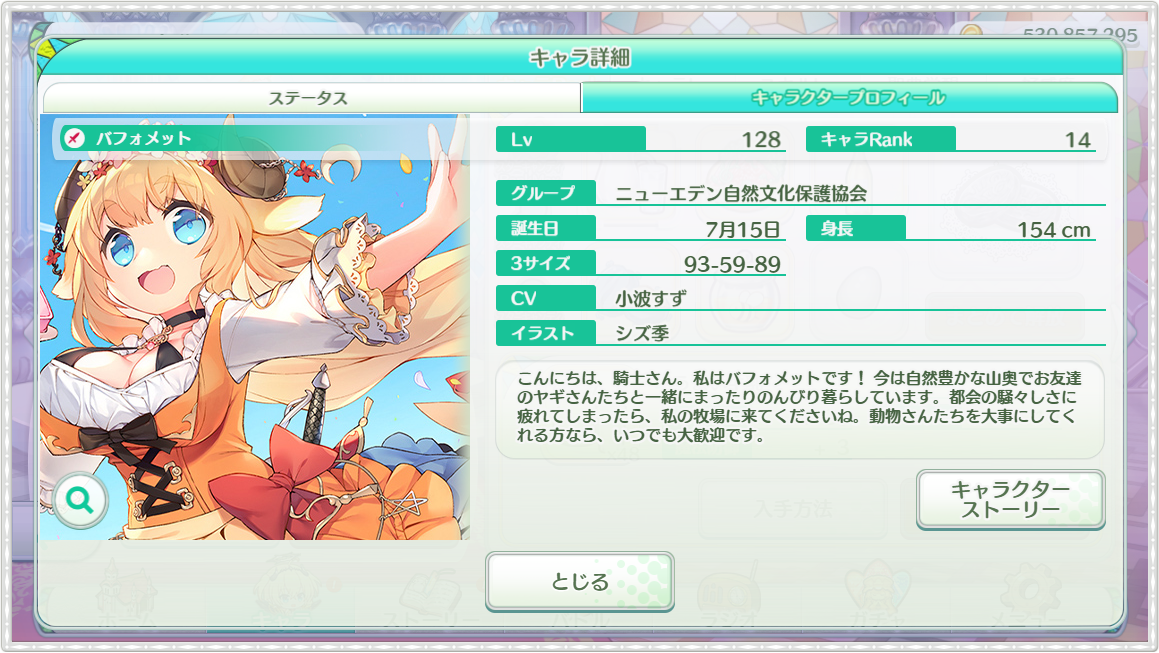 530,857,295
キャラ詳細
ステータス
キャラクタープロフィール
バフォメット
Lv 128 キャラRank 14
グループ ニューエデン自然文化保護協会
誕生日 7月15日 身長 154 cm
3サイズ 93-59-89
CV 小波すず
イラスト シズ季
こんにちは、騎士さん。私はバフォメットです！ 今は自然豊かな山奥でお友達
のヤギさんたちと一緒にまったりのんびり暮らしています。都会の騒々しさに
疲れてしまったら、私の牧場に来てくださいね。動物さんたちを大事にしてく
れる方なら、いつでも大歓迎です。
入手方法
キャラクター
ストーリー
とじる